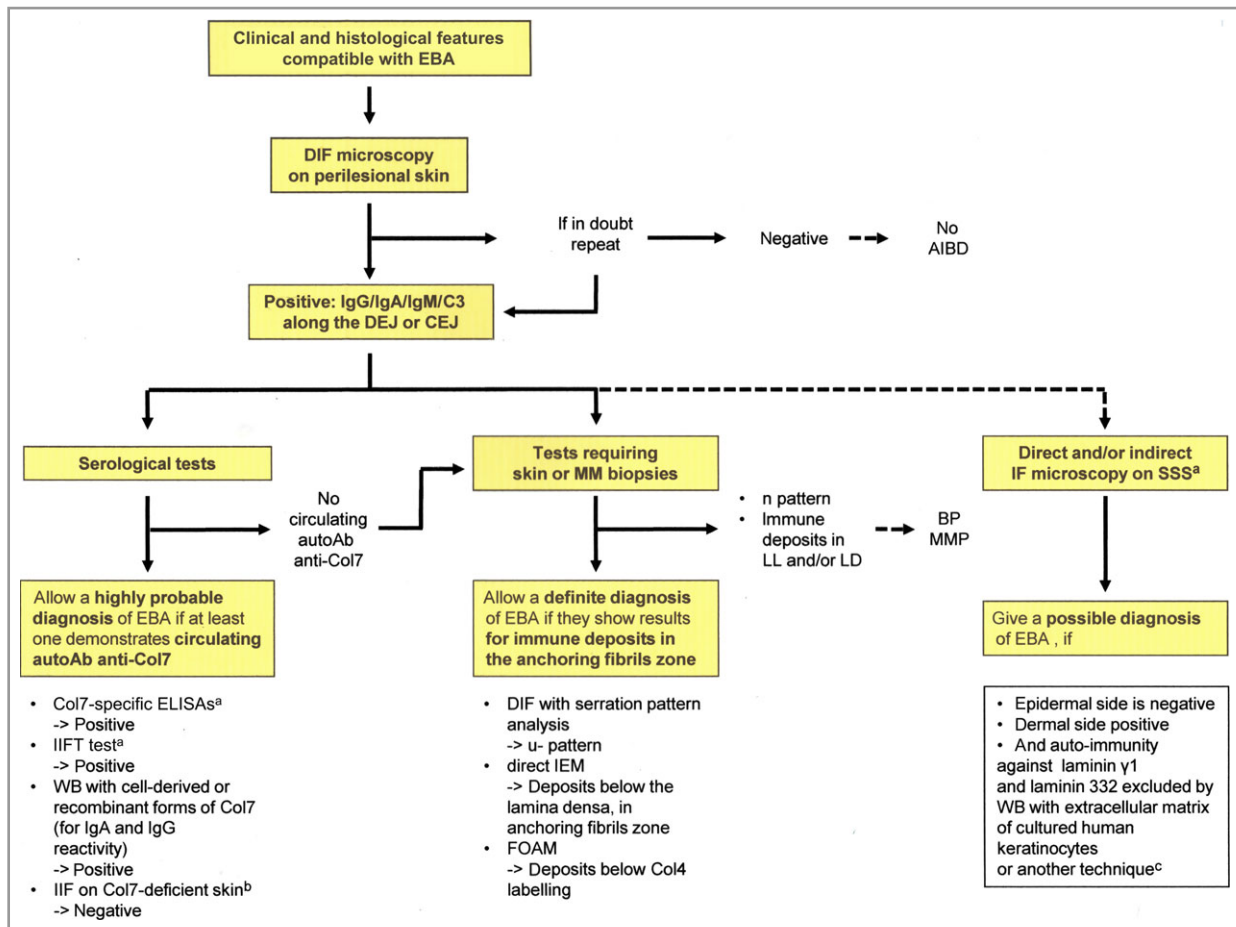 Clinical and histological features
compatible with EBA
DIF microscopy
on perilesional skin
If in doubt
repeat
Negative
No
AIBD
Positive: IgG/IgA/IgM/C3
along the DEJ or CEJ
Serological tests
Tests requiring
skin or MM biopsies
Direct and/or indirect
IF microscopy on SSSᵃ
No
circulating
autoAb
anti-Col7
• n pattern
• Immune
deposits in
LL and/or LD
BP
MMP
Allow a highly probable
diagnosis of EBA if at least
one demonstrates circulating
autoAb anti-Col7
Allow a definite diagnosis
of EBA if they show results
for immune deposits in
the anchoring fibrils zone
Give a possible diagnosis
of EBA , if
• Col7-specific ELISAsᵃ
-> Positive
• IIFT testᵃ
-> Positive
• WB with cell-derived or
recombinant forms of Col7
(for IgA and IgG
reactivity)
-> Positive
• IIF on Col7-deficient skinᵇ
-> Negative
• DIF with serration pattern
analysis
-> u- pattern
• direct IEM
-> Deposits below the
lamina densa, in
anchoring fibrils zone
• FOAM
-> Deposits below Col4
labelling
• Epidermal side is negative
• Dermal side positive
• And auto-immunity
against laminin γ1
and laminin 332 excluded by
WB with extracellular matrix
of cultured human
keratinocytes
or another techniqueᶜ